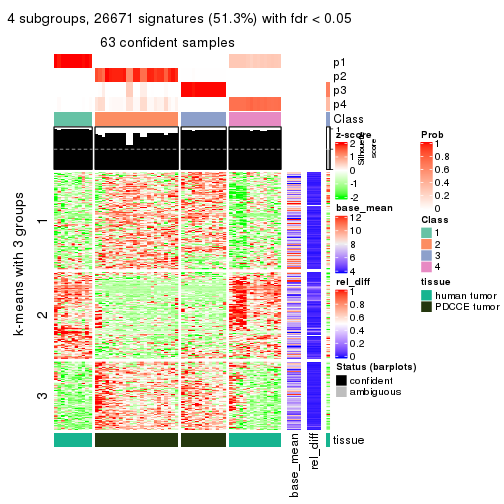 4 subgroups, 26671 signatures (51.3%) with fdr < 0.05
63 confident samples
p1
p2
p3
p4
Class
1
Silhouette
score
k-means with 3 groups
1
2
3
z-score
2
1
0
-1
-2
base_mean
12
10
8
6
4
rel_diff
1
0.8
0.6
0.4
0.2
0
Status (barplots)
confident
ambiguous
Prob
1
0.8
0.6
0.4
0.2
0
Class
1
2
3
4
tissue
human tumor
PDCCE tumor
base_mean
rel_diff
tissue